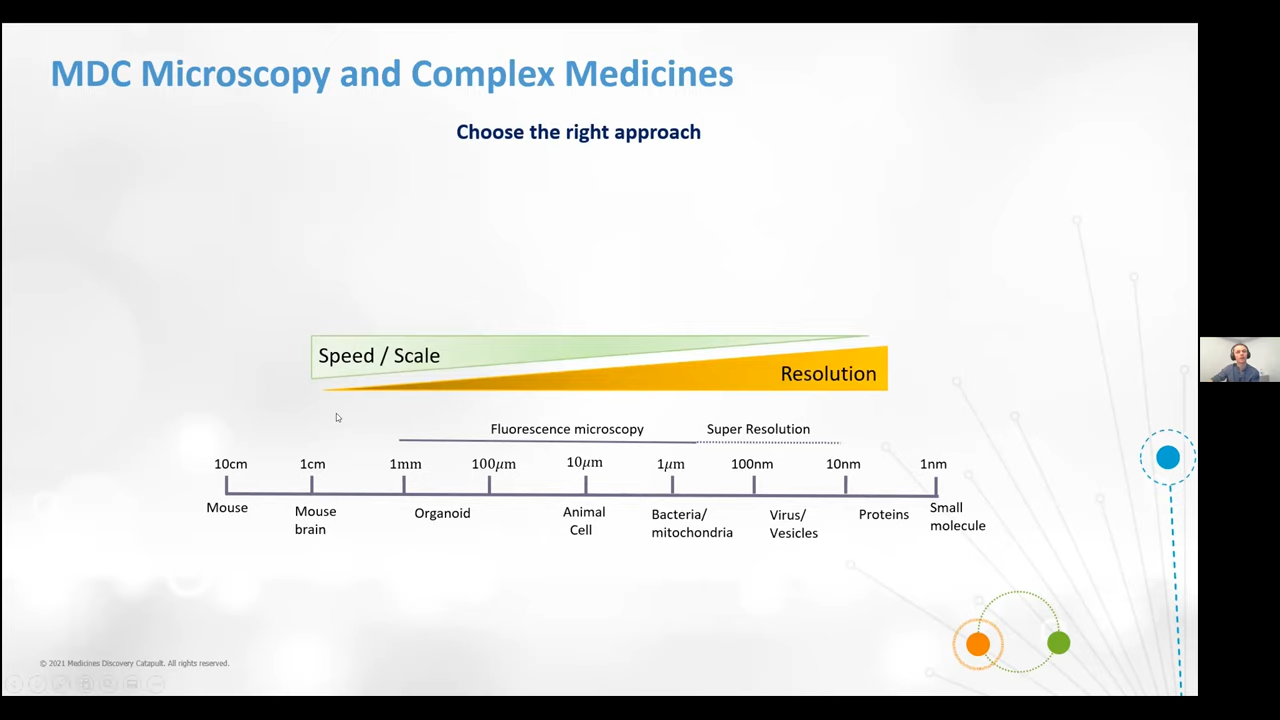 MDC Microscopy and Complex Medicines
Choose the right approach
Speed / Scale
Resolution
Fluorescence microscopy
Super Resolution
10cm
1cm
1mm
100μm
10μm
1μm
100nm
10nm
1nm
Mouse
Mouse
brain
Organoid
Animal
Cell
Bacteria/
mitochondria
Virus/
Vesicles
Proteins
Small
molecule
© 2021 Medicines Discovery Catapult. All rights reserved.